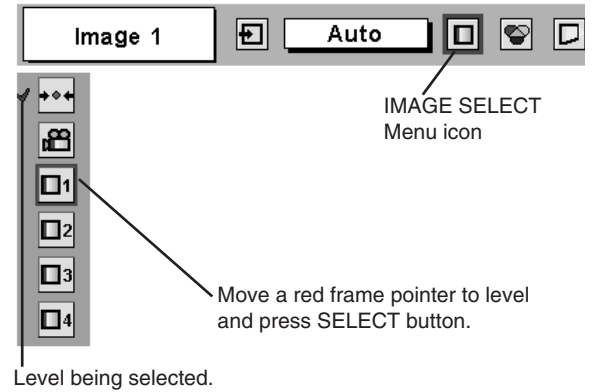 Image 1
Auto
IMAGE SELECT
Menu icon
1
2
3
4
Move a red frame pointer to level
and press SELECT button.
Level being selected.